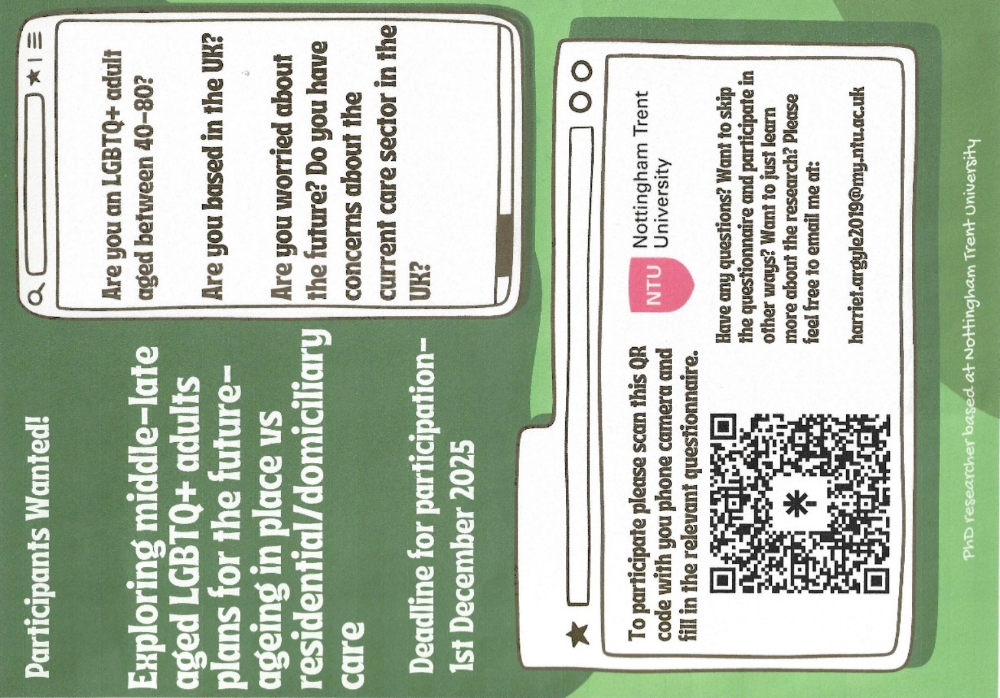 Participants Wanted!
Exploring middle-late
aged LGBTQ+ adults
plans for the future-
ageing in place vs
residential/domiciliary
care
Deadline for participation-
1st December 2025
Are you an LGBTQ+ adult
aged between 40-80?
Are you based in the UK?
Are you worried about
the future? Do you have
concerns about the
current care sector in the
UK?
To participate please scan this QR
code with you phone camera and
fill in the relevant questionnaire.
NTU
Nottingham Trent
University
Have any questions? Want to skip
the questionnaire and participate in
other ways? Want to just learn
more about the research? Please
feel free to email me at:
harriet.argyle2019@my.ntu.ac.uk
PhD researcher based at Nottingham Trent University